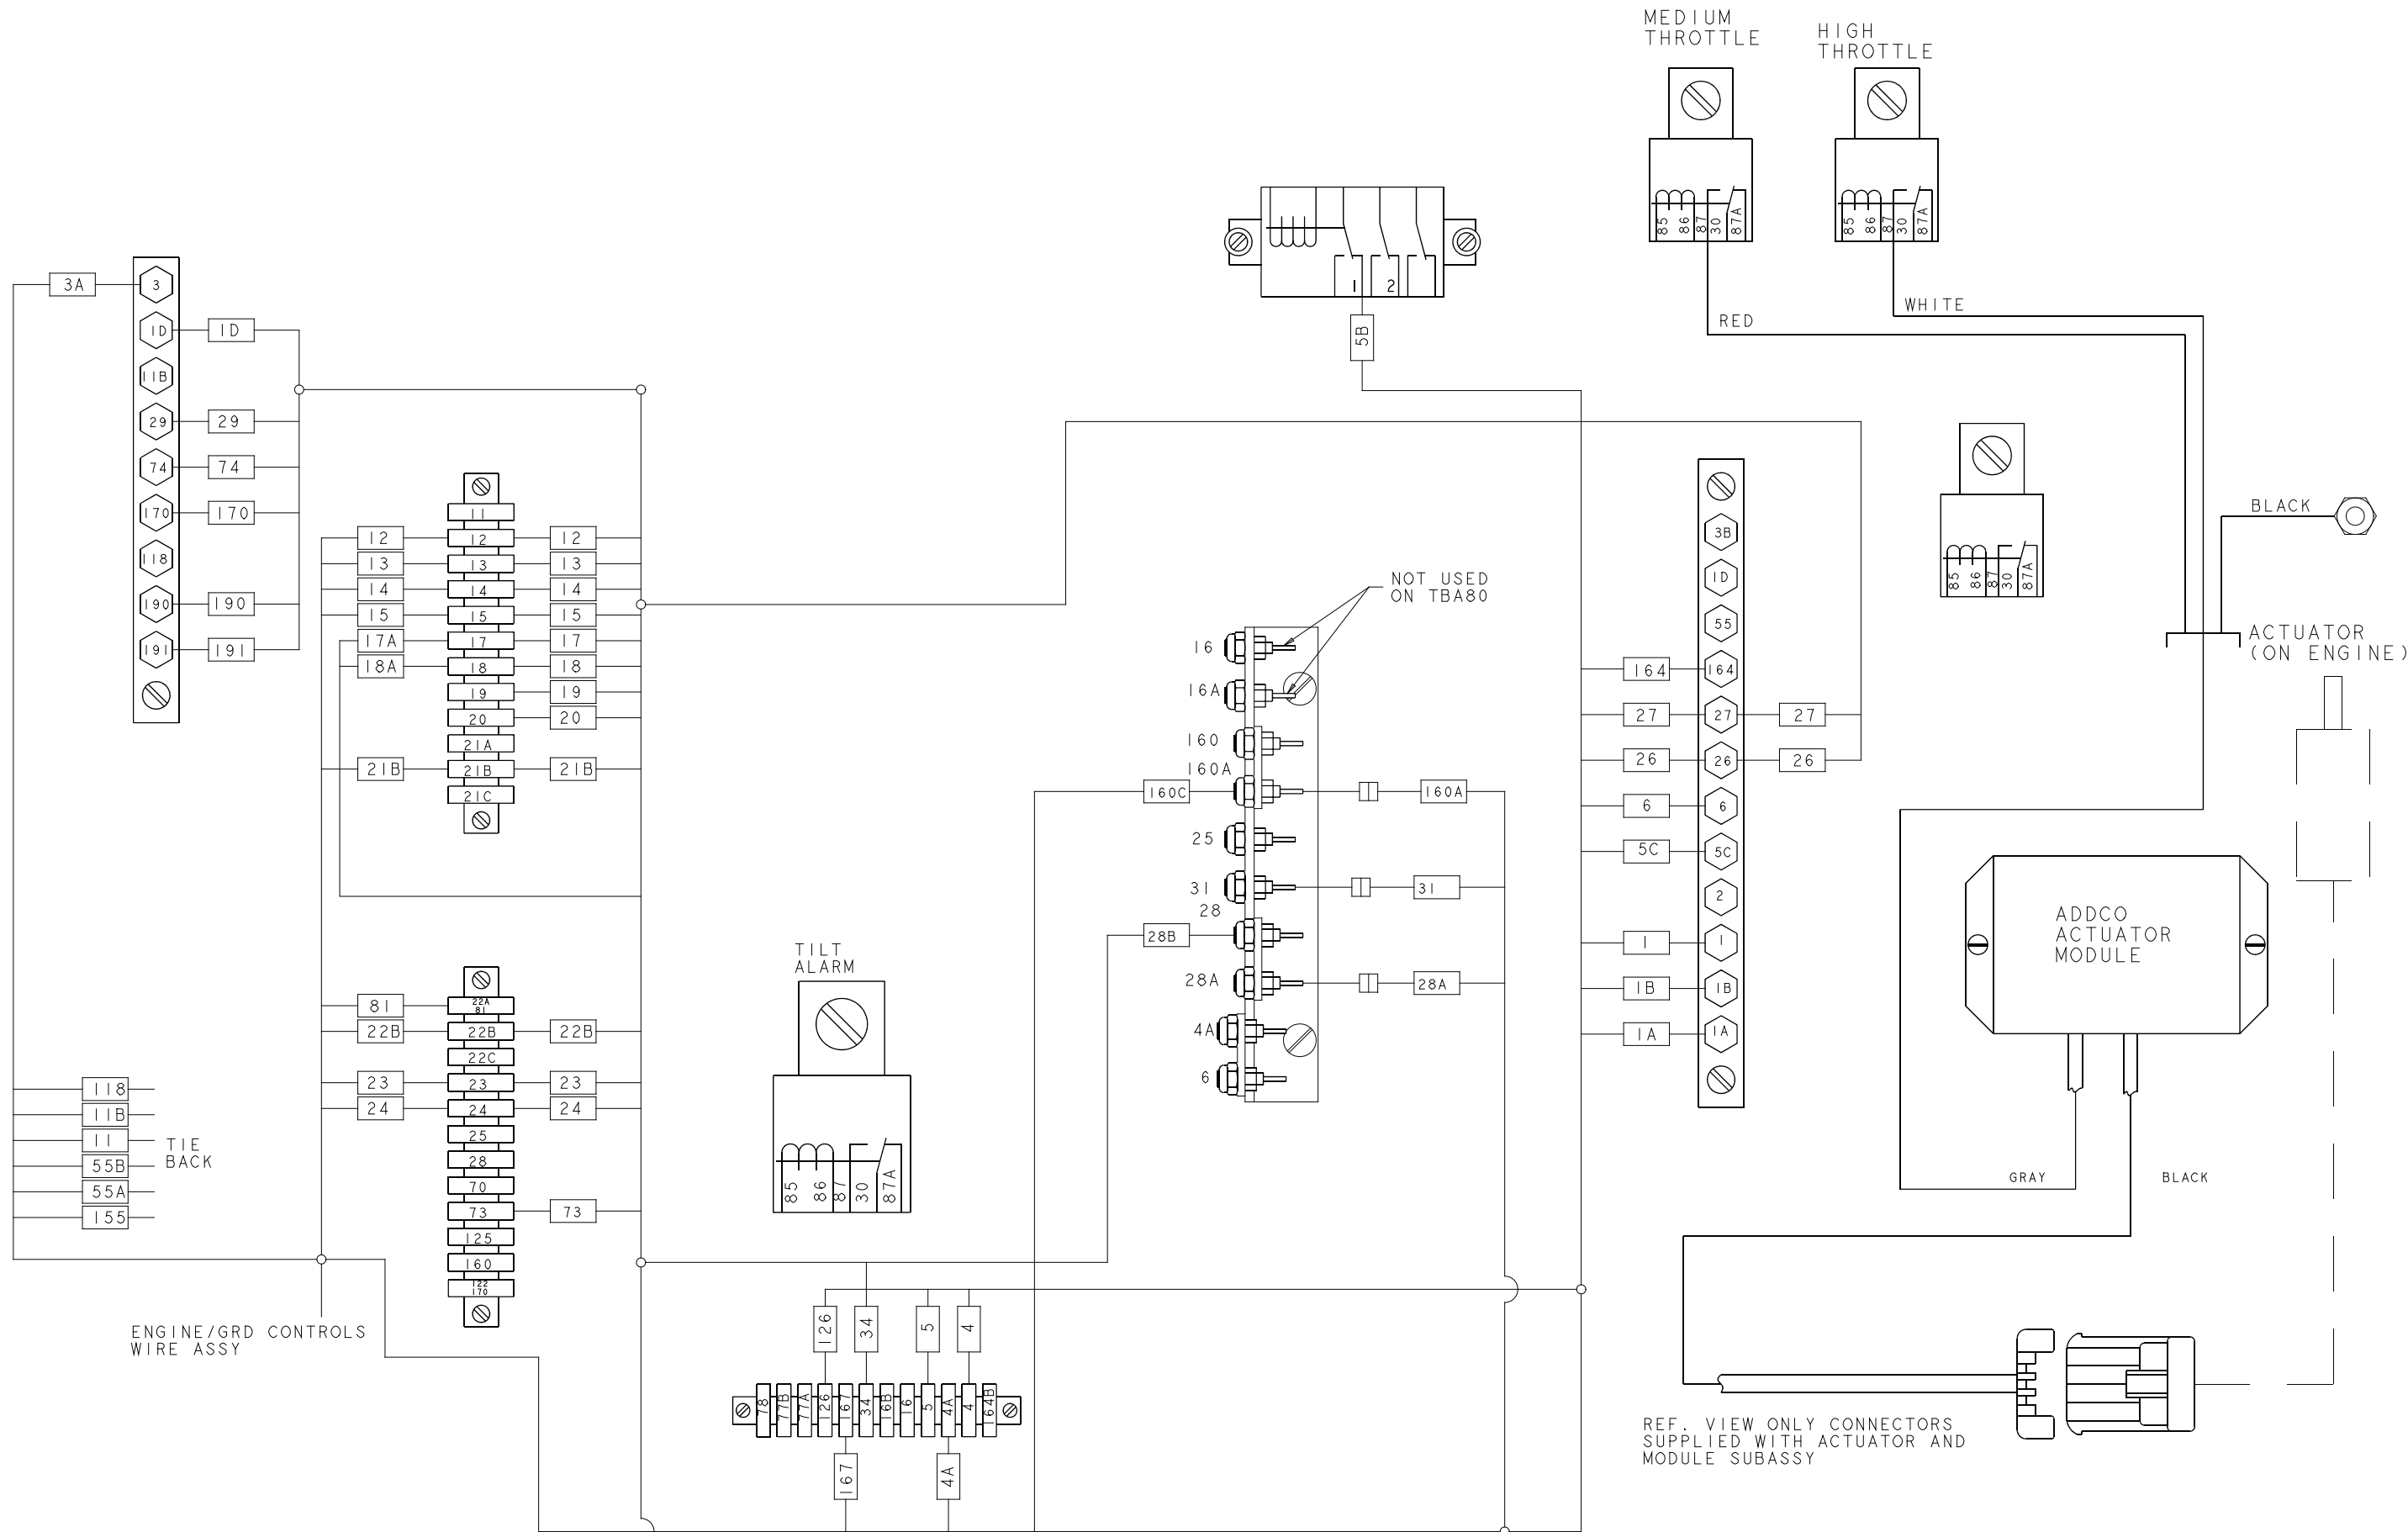 MEDIUM
THROTTLE
HIGH
THROTTLE
85 86 87 30 87A
85 86 87 30 87A
WHITE
RED
1 2
5B
3A
3
1D 1D
11B
29 29
74 74
170 170
118
190 190
191 191
11
12 12 12
13 13 13
14 14 14
15 15 15
17A 17 17
18A 18 18
19 19
20 20
21A
21B 21B 21B
21C
NOT USED
ON TBA80
16
16A
160
160A
160C 160A
25
31 31
28
28B
28A 28A
4A
6
3B
1D
55
164 164
27 27 27
26 26 26
6 6
5C 5C
2
1 1
1B 1B
1A 1A
85 86 87 30 87A
BLACK
ACTUATOR
(ON ENGINE)
ADDCO
ACTUATOR
MODULE
GRAY
BLACK
TILT
ALARM
85 86 87 30 87A
81 22A
81
22B 22B 22B
22C
23 23 23
24 24 24
25
28
70
73 73
125
160
122
170
118
11B
11
55B
55A
155
TIE
BACK
ENGINE/GRD CONTROLS
WIRE ASSY
126 34 5 4
78 77B 77A 126 167 34 16B 16 5 4A 4 164B
167 4A
REF. VIEW ONLY CONNECTORS
SUPPLIED WITH ACTUATOR AND
MODULE SUBASSY